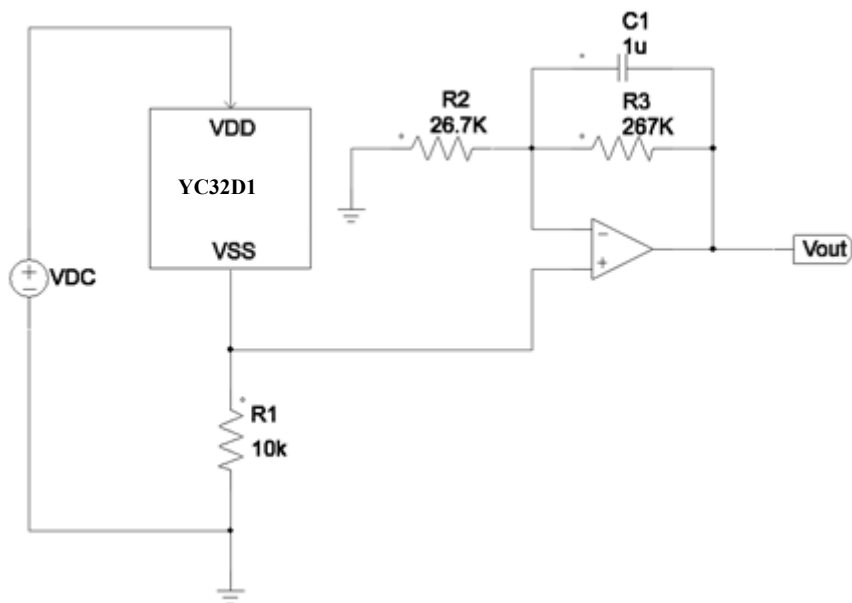 C1
1u
R2
26.7K
R3
267K
VDD
YC32D1
VSS
VDC
Vout
R1
10k